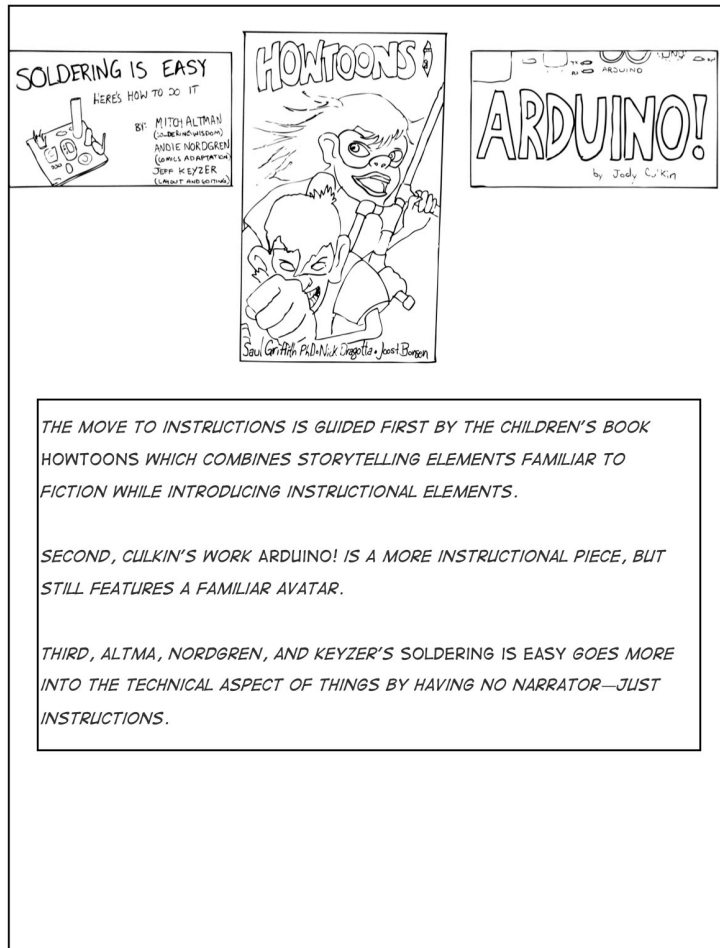 SOLDERING IS EASY
HERE'S HOW TO DO IT
BY: MITCH ALTMAN
(SOLDERING WISDOM)
ANDIE NORDGREN
(COMICS ADAPTATION)
JEFF KEYZER
(LAYOUT AND EDITING)
HOWTOONS
Saul Griffith PhD • Nick Dragotta • Joost Bonsen
TX
RX
ARDUINO
ARDUINO!
by Jody Culkin
THE MOVE TO INSTRUCTIONS IS GUIDED FIRST BY THE CHILDREN'S BOOK
HOWTOONS WHICH COMBINES STORYTELLING ELEMENTS FAMILIAR TO
FICTION WHILE INTRODUCING INSTRUCTIONAL ELEMENTS.
SECOND, CULKIN'S WORK ARDUINO! IS A MORE INSTRUCTIONAL PIECE, BUT
STILL FEATURES A FAMILIAR AVATAR.
THIRD, ALTMA, NORDGREN, AND KEYZER'S SOLDERING IS EASY GOES MORE
INTO THE TECHNICAL ASPECT OF THINGS BY HAVING NO NARRATOR—JUST
INSTRUCTIONS.